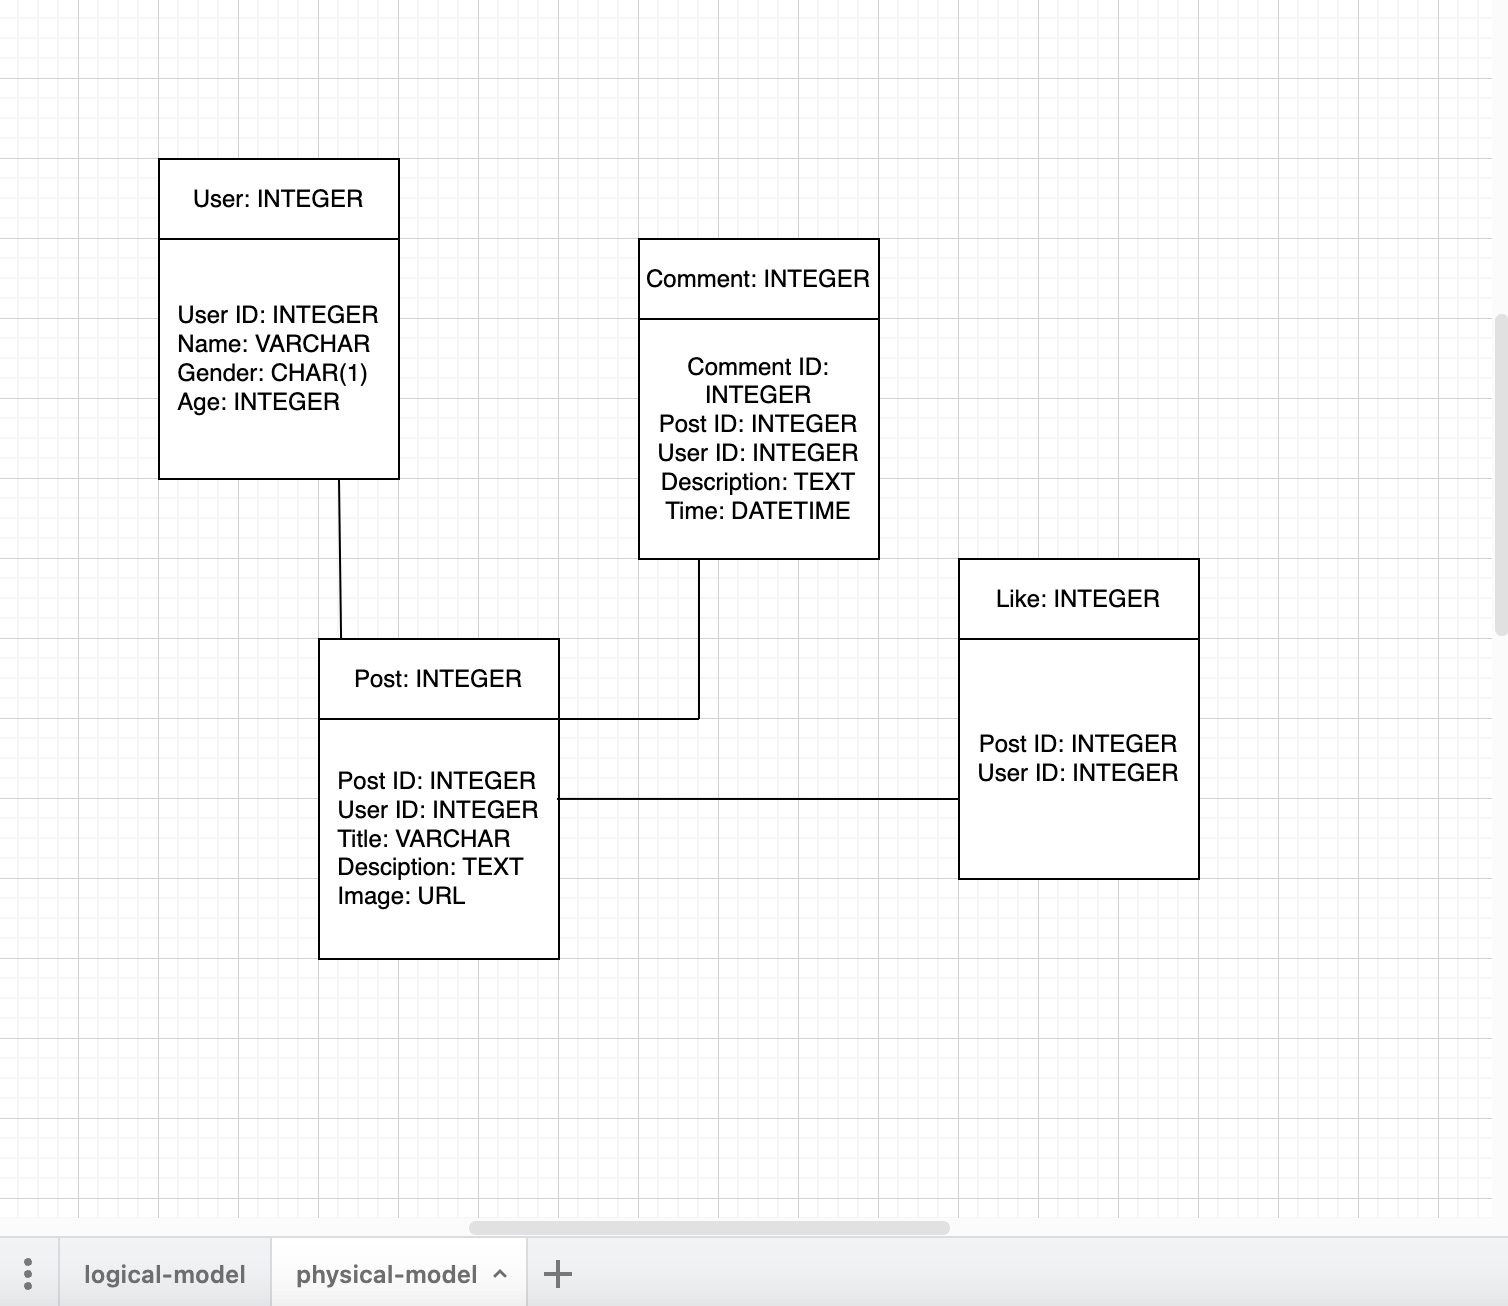 User: INTEGER
User ID: INTEGER
Name: VARCHAR
Gender: CHAR(1)
Age: INTEGER
Comment: INTEGER
Comment ID:
INTEGER
Post ID: INTEGER
User ID: INTEGER
Description: TEXT
Time: DATETIME
Like: INTEGER
Post ID: INTEGER
User ID: INTEGER
Post: INTEGER
Post ID: INTEGER
User ID: INTEGER
Title: VARCHAR
Desciption: TEXT
Image: URL
logical-model
physical-model